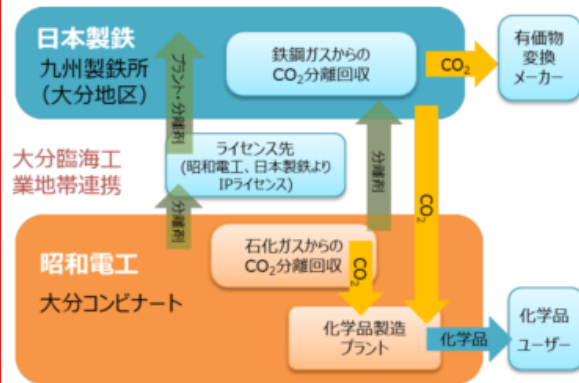 日本製鉄
九州製鉄所
(大分地区)
プラント・分離剤
鉄鋼ガスからの
CO₂分離回収
CO₂
有価物
変換
メーカー
大分臨海工
業地帯連携
ライセンス先
(昭和電工、日本製鉄より
IPライセンス)
分離剤
分離剤
CO₂
昭和電工
大分コンビナート
石化ガスからの
CO₂分離回収
CO₂
化学品製造
プラント
化学品
化学品
ユーザー